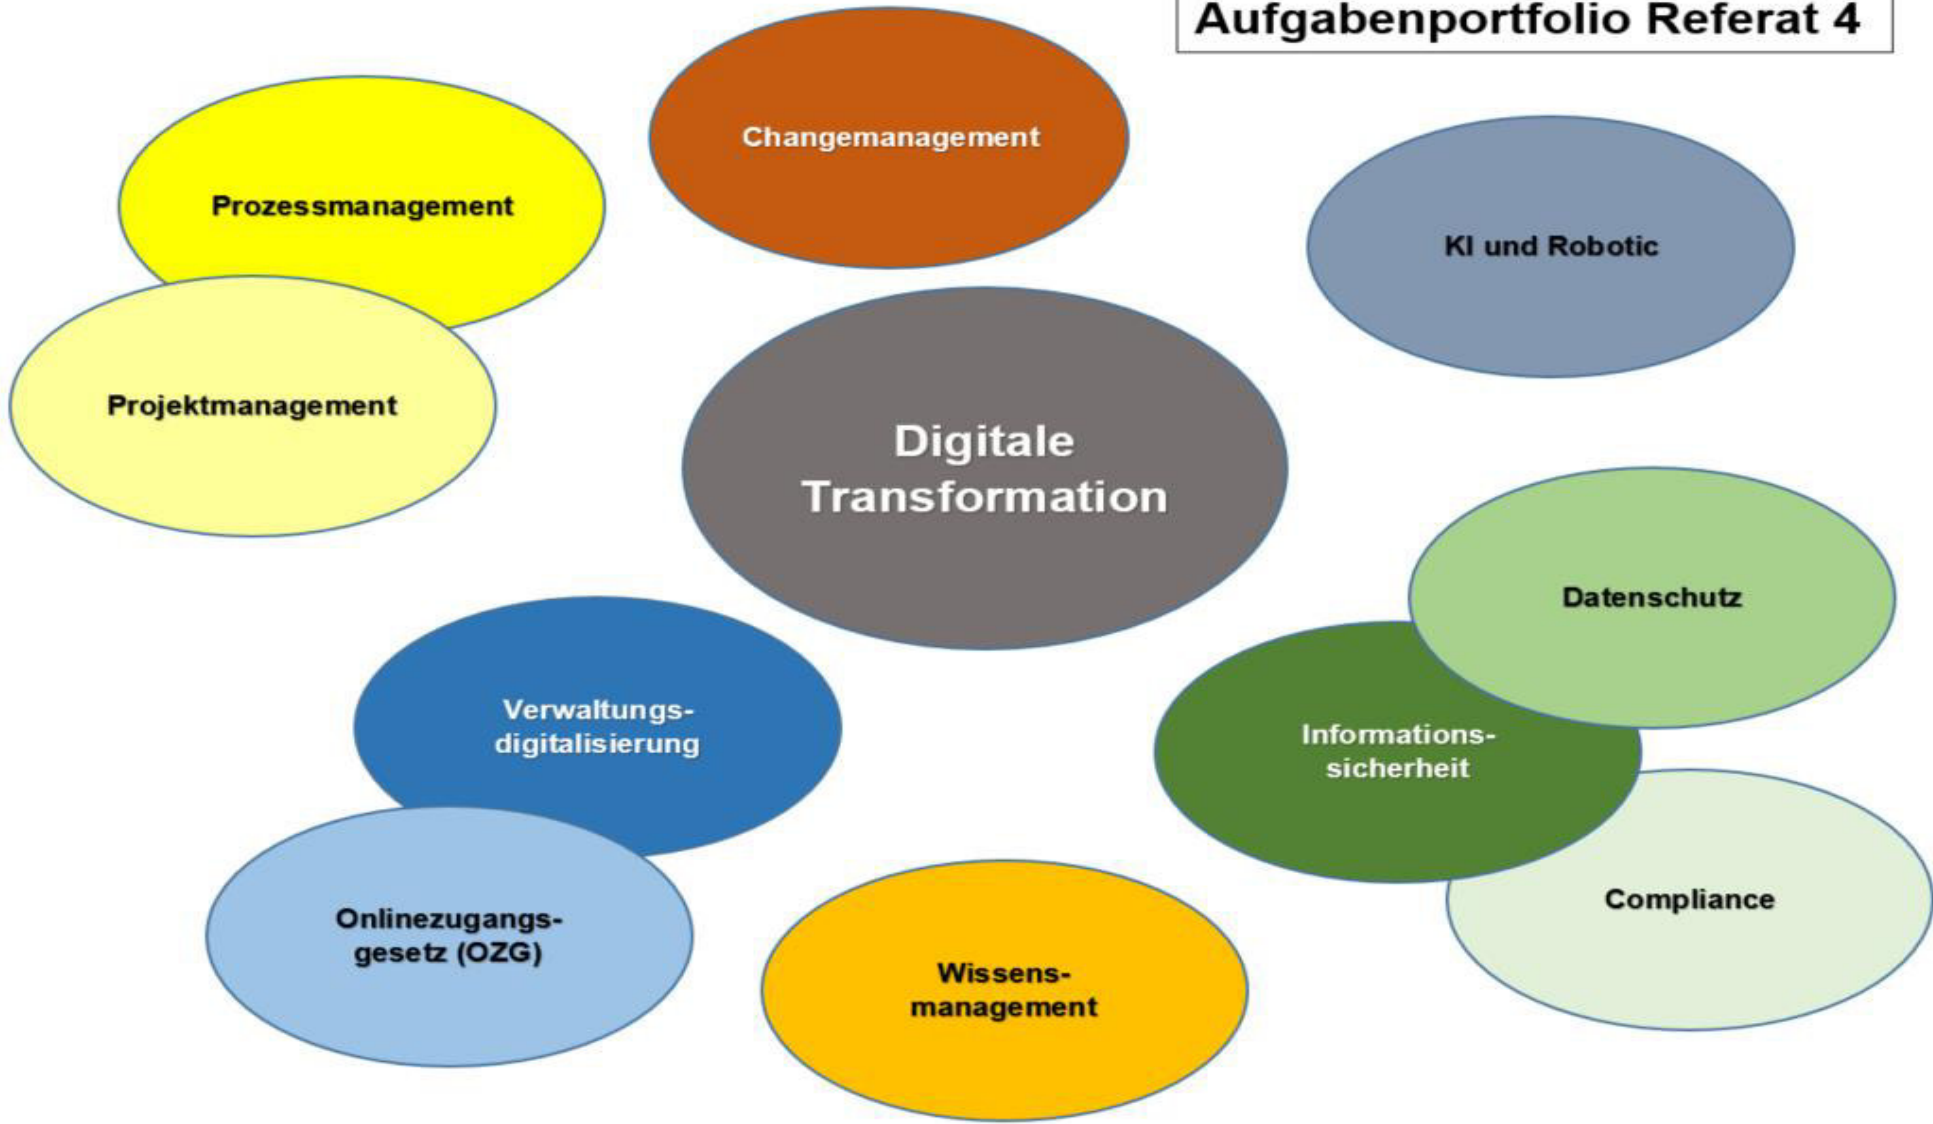 Aufgabenportfolio Referat 4
Changemanagement
Prozessmanagement
KI und Robotic
Projektmanagement
Digitale
Transformation
Datenschutz
Verwaltungs-
digitalisierung
Informations-
sicherheit
Compliance
Onlinezugangs-
gesetz (OZG)
Wissens-
management